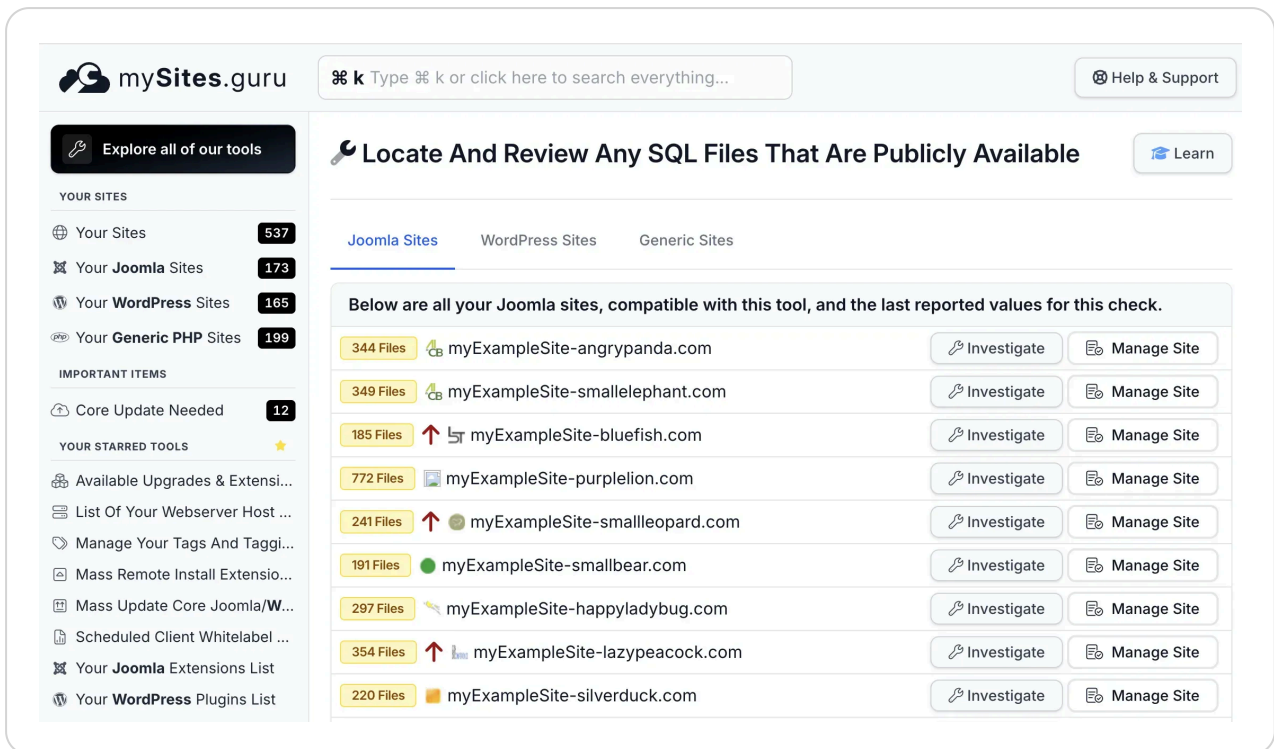 mySites.guru
⌘ k Type ⌘ k or click here to search everything...
Help & Support
Explore all of our tools
YOUR SITES
Your Sites 537
Your Joomla Sites 173
Your WordPress Sites 165
php Your Generic PHP Sites 199
IMPORTANT ITEMS
Core Update Needed 12
YOUR STARRED TOOLS
Available Upgrades & Extensi...
List Of Your Webserver Host ...
Manage Your Tags And Taggi...
Mass Remote Install Extensio...
Mass Update Core Joomla/W...
Scheduled Client Whitelabel ...
Your Joomla Extensions List
Your WordPress Plugins List
Locate And Review Any SQL Files That Are Publicly Available
Learn
Joomla Sites WordPress Sites Generic Sites
Below are all your Joomla sites, compatible with this tool, and the last reported values for this check.
344 Files myExampleSite-angrypanda.com Investigate Manage Site
349 Files myExampleSite-smallelephant.com Investigate Manage Site
185 Files myExampleSite-bluefish.com Investigate Manage Site
772 Files myExampleSite-purplelion.com Investigate Manage Site
241 Files myExampleSite-smallleopard.com Investigate Manage Site
191 Files myExampleSite-smallbear.com Investigate Manage Site
297 Files myExampleSite-happyladybug.com Investigate Manage Site
354 Files myExampleSite-lazypeacock.com Investigate Manage Site
220 Files myExampleSite-silverduck.com Investigate Manage Site